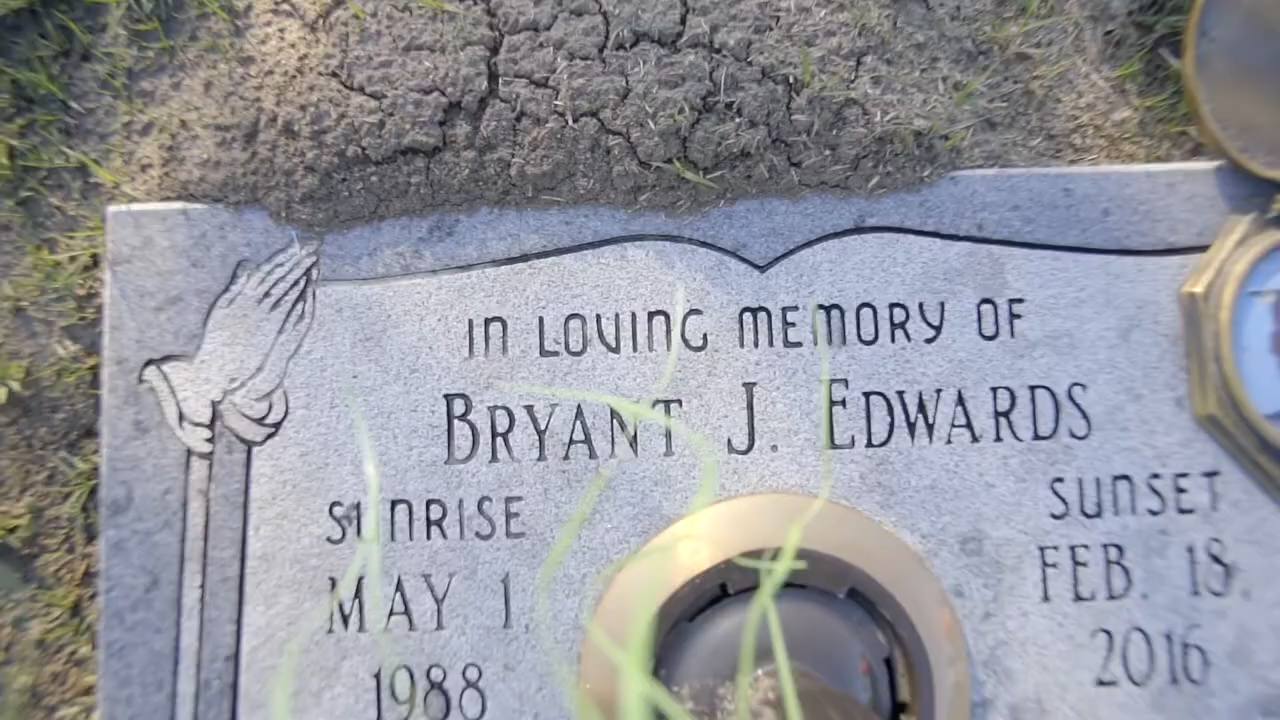 IN LOVING MEMORY OF
BRYANT J. EDWARDS
SUNRISE
MAY 1,
1988
SUNSET
FEB. 18,
2016